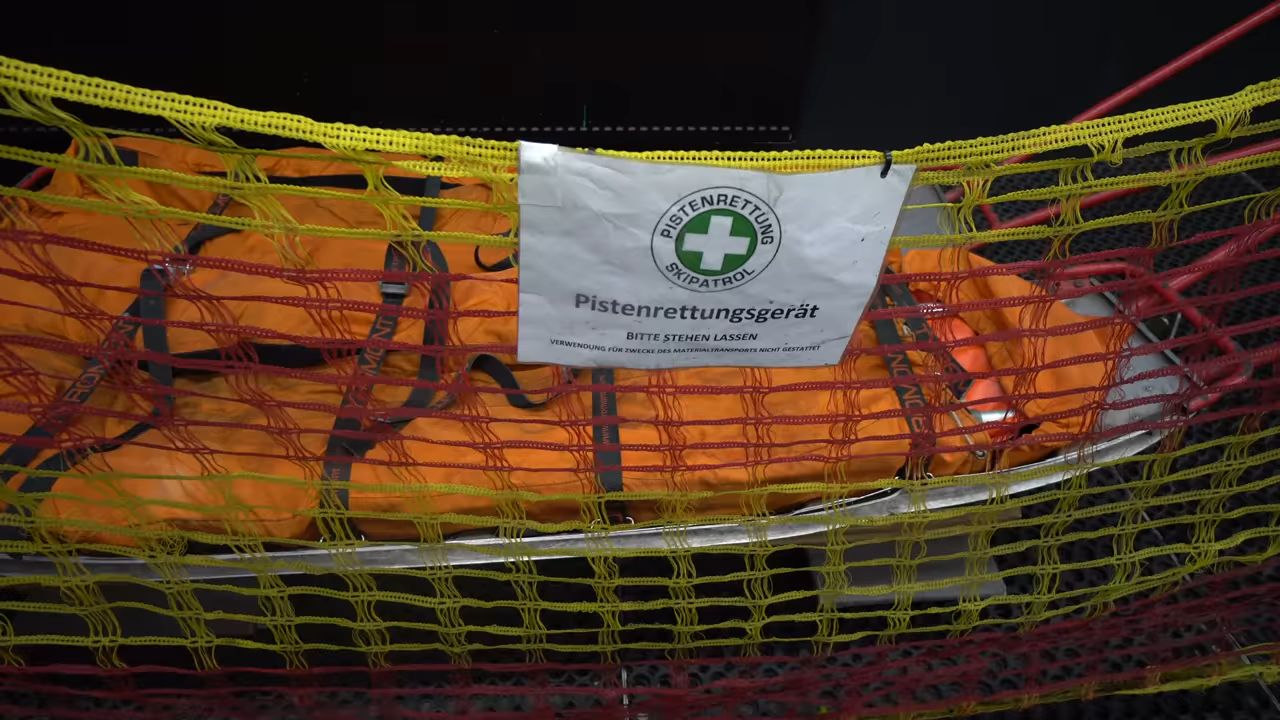 PISTENRETTUNG
SKIPATROL
Pistenrettungsgerät
BITTE STEHEN LASSEN
VERWENDUNG FÜR ZWECKE DES MATERIALTRANSPORTS NICHT GESTATTET